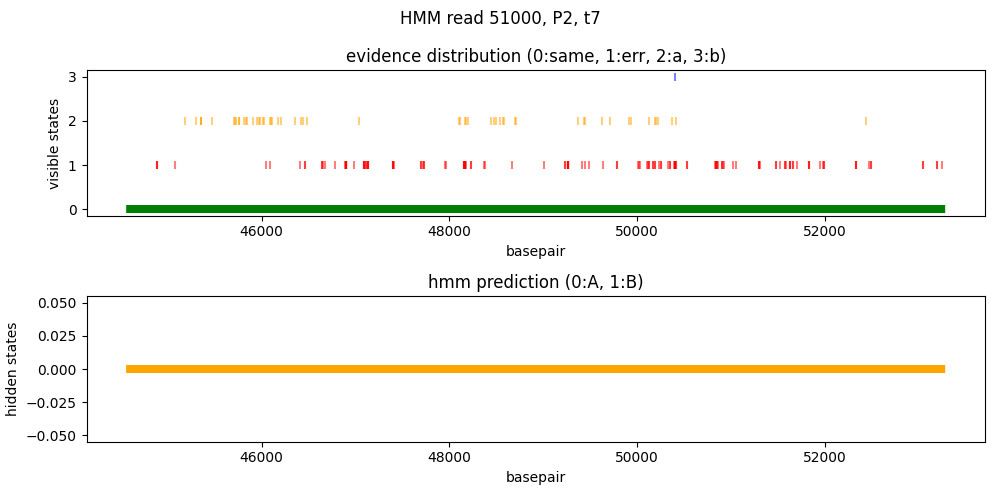 HMM read 51000, P2, t7
evidence distribution (0:same, 1:err, 2:a, 3:b)
visible states
3
2
1
0
46000 48000 50000 52000
basepair
hmm prediction (0:A, 1:B)
hidden states
0.050
0.025
0.000
−0.025
−0.050
46000 48000 50000 52000
basepair